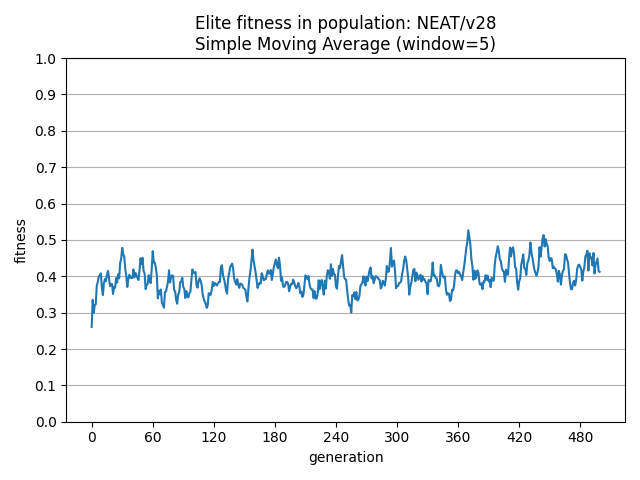 Elite fitness in population: NEAT/v28
Simple Moving Average (window=5)
1.0
0.9
0.8
0.7
0.6
0.5
0.4
0.3
0.2
0.1
0.0
fitness
0 60 120 180 240 300 360 420 480
generation